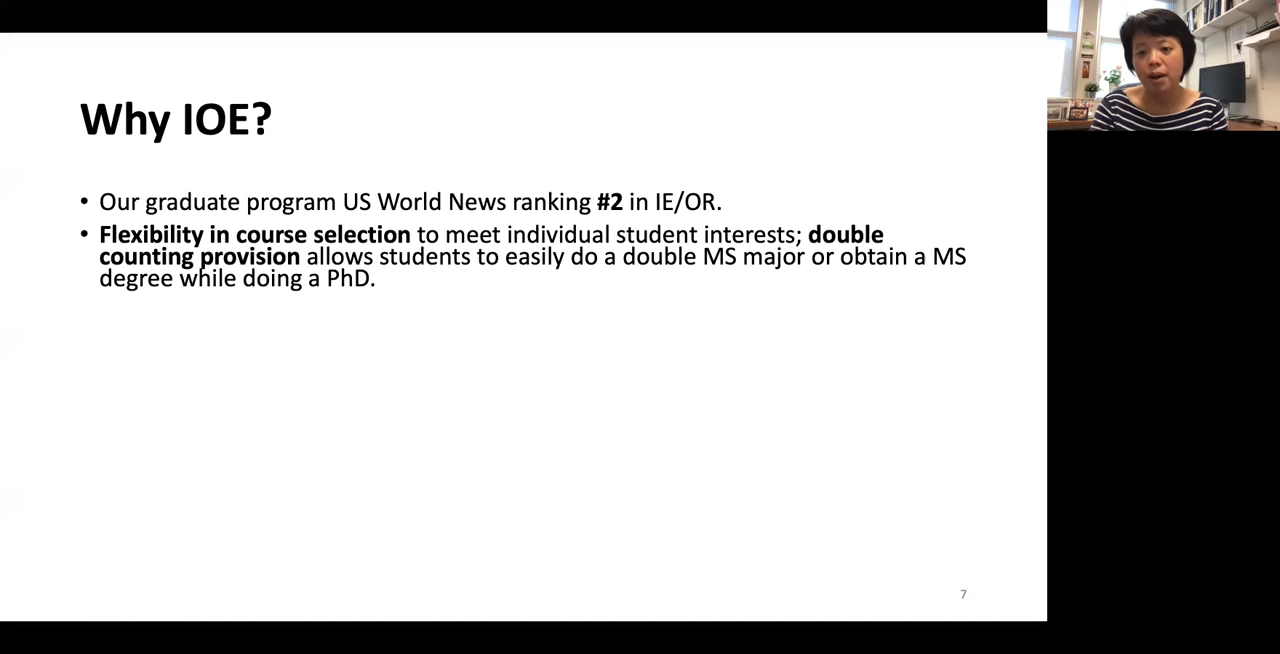 Why IOE?
• Our graduate program US World News ranking #2 in IE/OR.
• Flexibility in course selection to meet individual student interests; double
counting provision allows students to easily do a double MS major or obtain a MS
degree while doing a PhD.
7